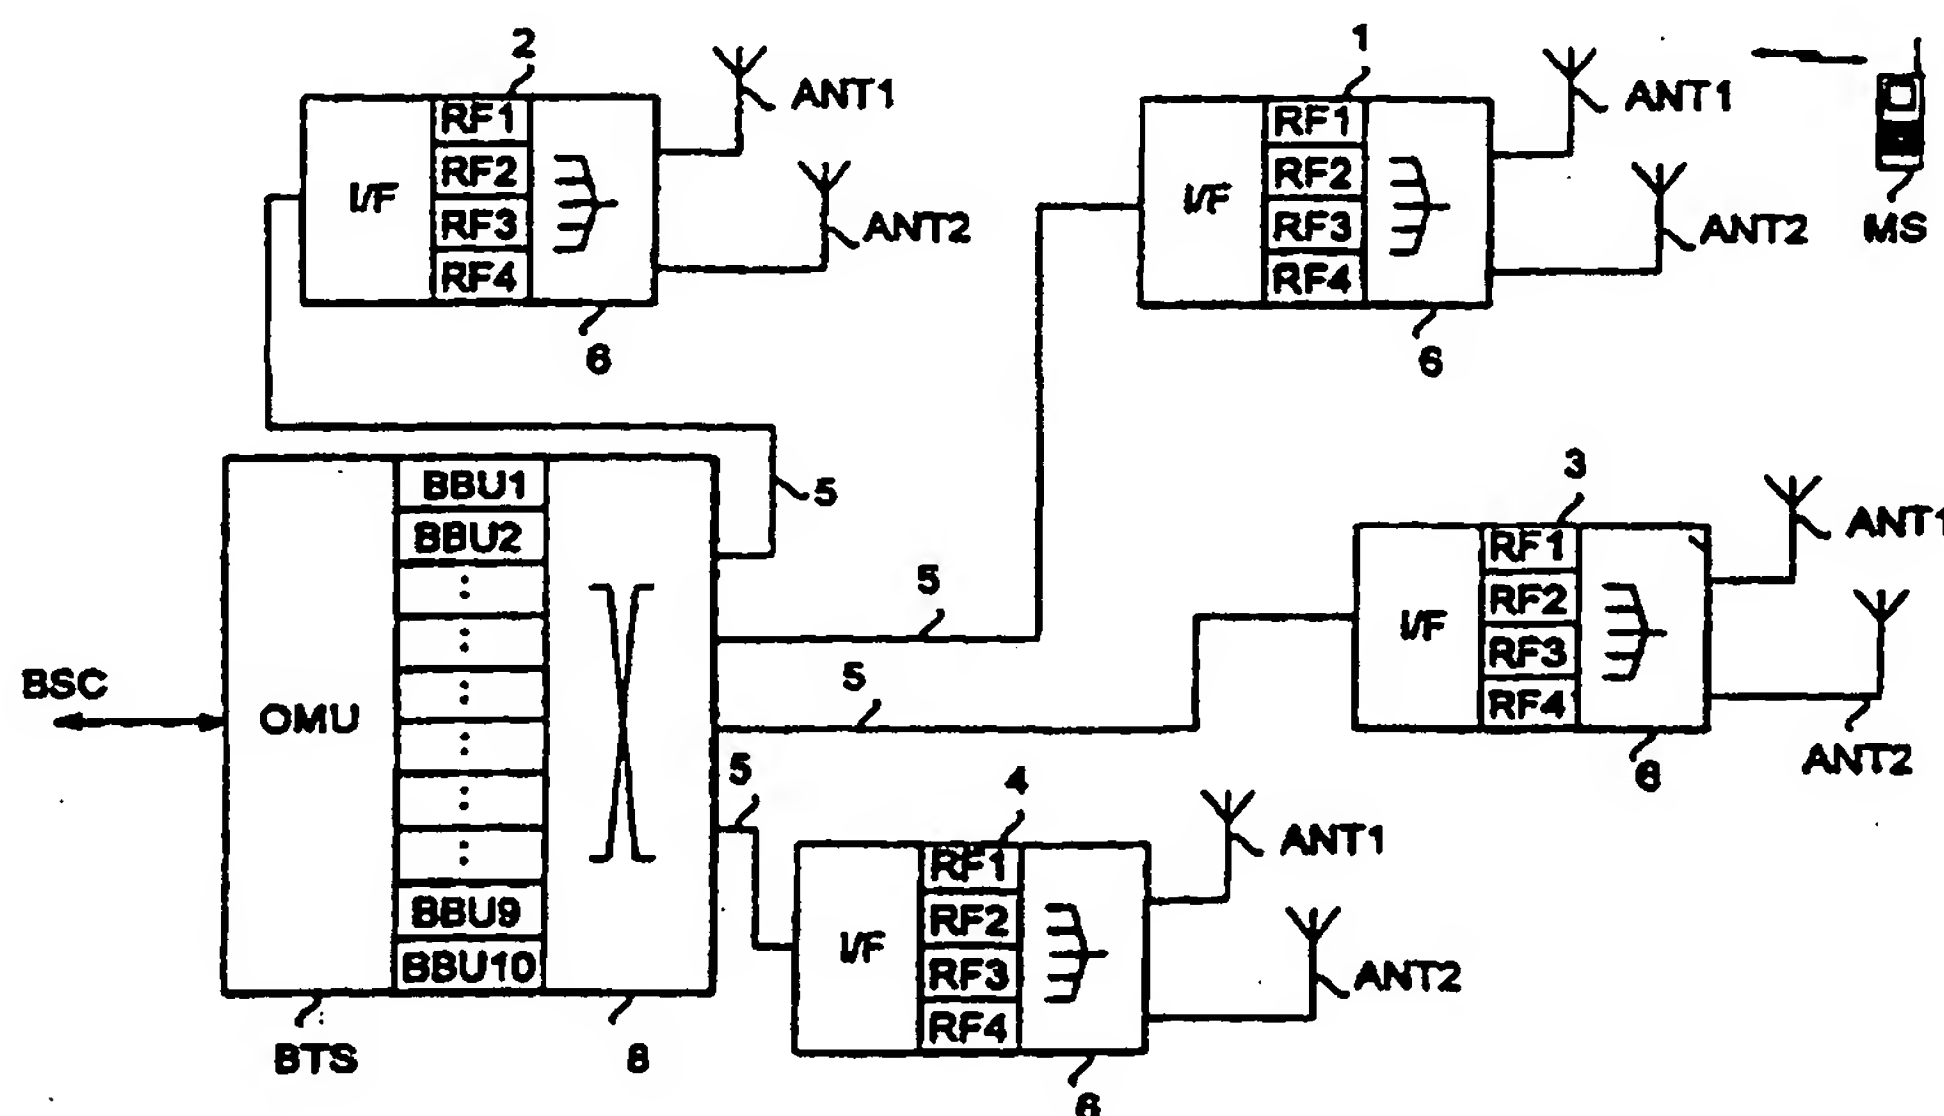 2
ANT1
RF1
RF2
RF3
RF4
I/F
ANT2
6
1
ANT1
RF1
RF2
RF3
RF4
I/F
ANT2
6
MS
BBU1
BBU2
⋮
⋮
⋮
⋮
⋮
⋮
BBU9
BBU10
OMU
BSC
BTS
8
5
5
5
5
3
ANT1
RF1
RF2
RF3
RF4
I/F
ANT2
6
4
ANT1
RF1
RF2
RF3
RF4
I/F
ANT2
6